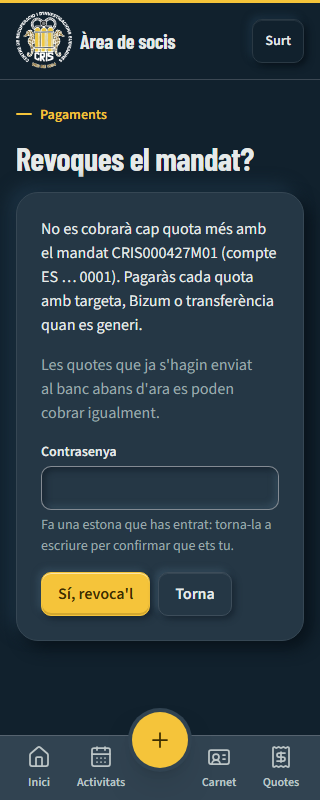 CRIS
Àrea de socis
Surt
Pagaments
Revoques el mandat?
No es cobrarà cap quota més amb
el mandat CRIS000427M01 (compte
ES … 0001). Pagaràs cada quota
amb targeta, Bizum o transferència
quan es generi.
Les quotes que ja s'hagin enviat
al banc abans d'ara es poden
cobrar igualment.
Contrasenya
Fa una estona que has entrat: torna-la a
escriure per confirmar que ets tu.
Sí, revoca'l
Torna
Inici
Activitats
Carnet
Quotes